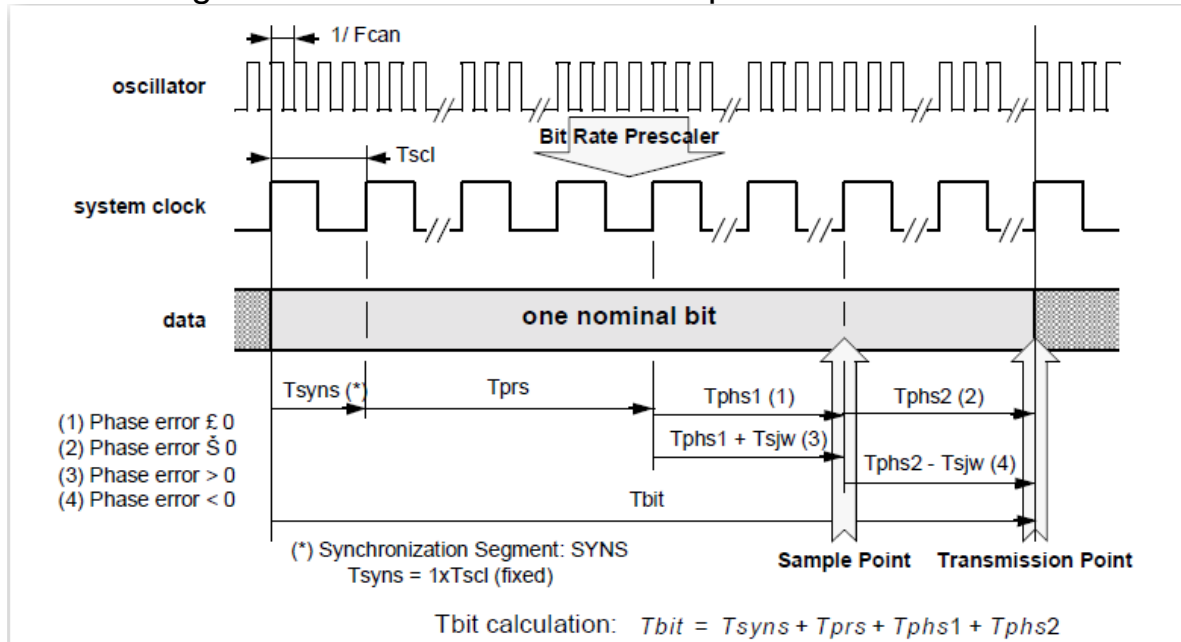 1/ Fcan
oscillator
Bit Rate Prescaler
Tscl
system clock
data
one nominal bit
Tsyns (*)
Tprs
Tphs1 (1)
Tphs2 (2)
(1) Phase error £ 0
(2) Phase error Š 0
(3) Phase error > 0
(4) Phase error < 0
Tphs1 + Tsjw (3)
Tphs2 - Tsjw (4)
Tbit
(*) Synchronization Segment: SYNS
Tsyns = 1xTscl (fixed)
Sample Point
Transmission Point
Tbit calculation: Tbit = Tsyns + Tprs + Tphs1 + Tphs2